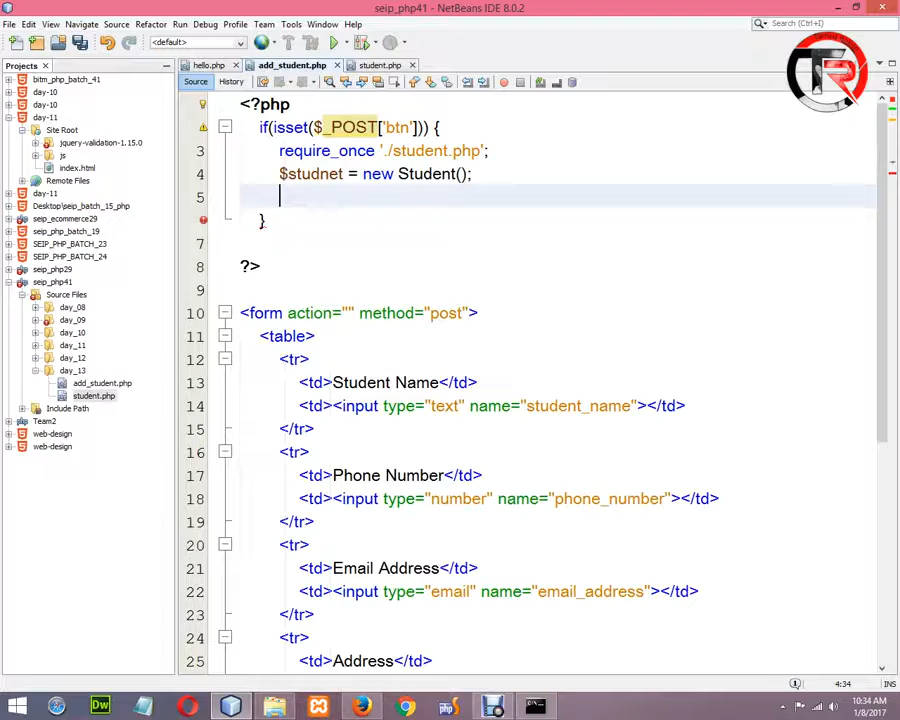 seip_php41 - NetBeans IDE 8.0.2
File Edit View Navigate Source Refactor Run Debug Profile Team Tools Window Help
Search (Ctrl+I)
<default>
Projects
hello.php
add_student.php
student.php
Source History
bitm_php_batch_41
day-10
day-10
day-11
Site Root
jquery-validation-1.15.0
js
index.html
Remote Files
day-11
Desktop\seip_batch_15_php
seip_ecommerce29
seip_php_batch_19
SEIP_PHP_BATCH_23
SEIP_PHP_BATCH_24
seip_php29
seip_php41
Source Files
day_08
day_09
day_10
day_11
day_12
day_13
add_student.php
student.php
Include Path
Team2
web-design
web-design
<?php
if(isset($_POST['btn'])) {
3 require_once './student.php';
4 $studnet = new Student();
5
}
7
8 ?>
9
10 <form action="" method="post">
11 <table>
12 <tr>
13 <td>Student Name</td>
14 <td><input type="text" name="student_name"></td>
15 </tr>
16 <tr>
17 <td>Phone Number</td>
18 <td><input type="number" name="phone_number"></td>
19 </tr>
20 <tr>
21 <td>Email Address</td>
22 <td><input type="email" name="email_address"></td>
23 </tr>
24 <tr>
25 <td>Address</td>
4:34 INS
Dw
php
10:34 AM
1/8/2017